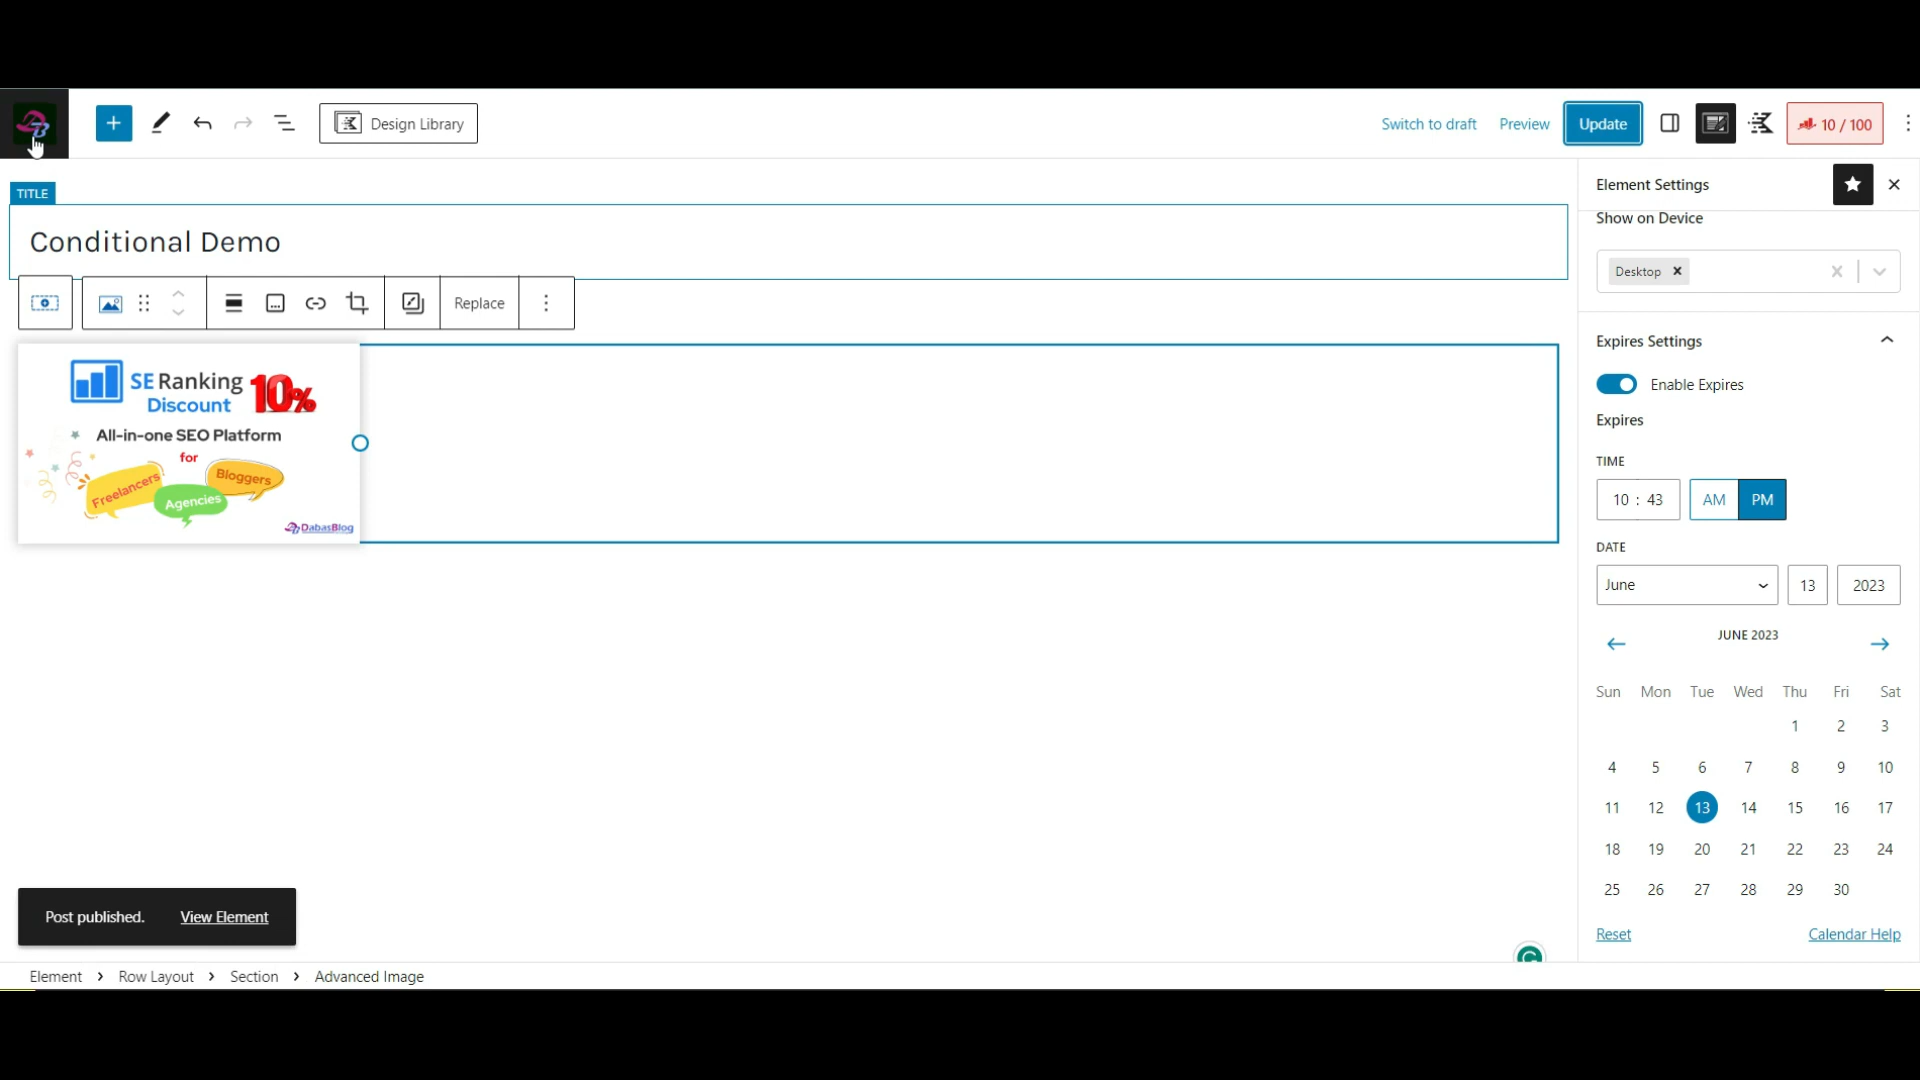 Design Library
Switch to draft
Preview
Update
10 / 100
TITLE
Conditional Demo
Replace
SE Ranking
Discount
10%
All-in-one SEO Platform
for
Freelancers
Agencies
Bloggers
DabasBlog
Post published.
View Element
Element > Row Layout > Section > Advanced Image
Element Settings
Show on Device
Desktop
Expires Settings
Enable Expires
Expires
TIME
10 : 43 AM PM
DATE
June 13 2023
JUNE 2023
Sun Mon Tue Wed Thu Fri Sat
1 2 3
4 5 6 7 8 9 10
11 12 13 14 15 16 17
18 19 20 21 22 23 24
25 26 27 28 29 30
Reset
Calendar Help